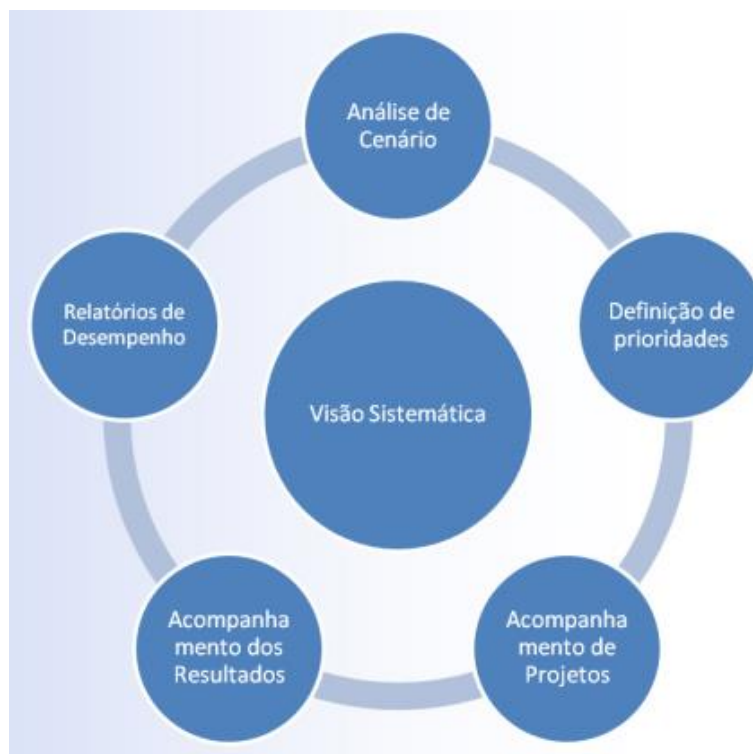 Análise de
Cenário
Definição de
prioridades
Relatórios de
Desempenho
Visão Sistemática
Acompanha
mento dos
Resultados
Acompanha
mento de
Projetos